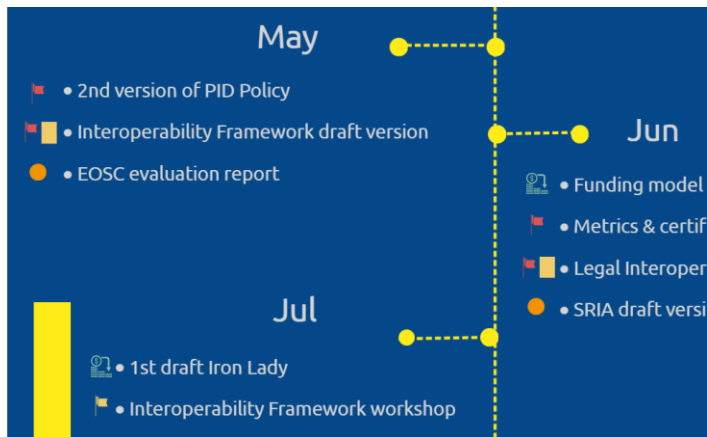 May
• 2nd version of PID Policy
• Interoperability Framework draft version
• EOSC evaluation report
Jun
• Funding model
• Metrics & certif
• Legal Interoper
• SRIA draft versi
Jul
• 1st draft Iron Lady
• Interoperability Framework workshop